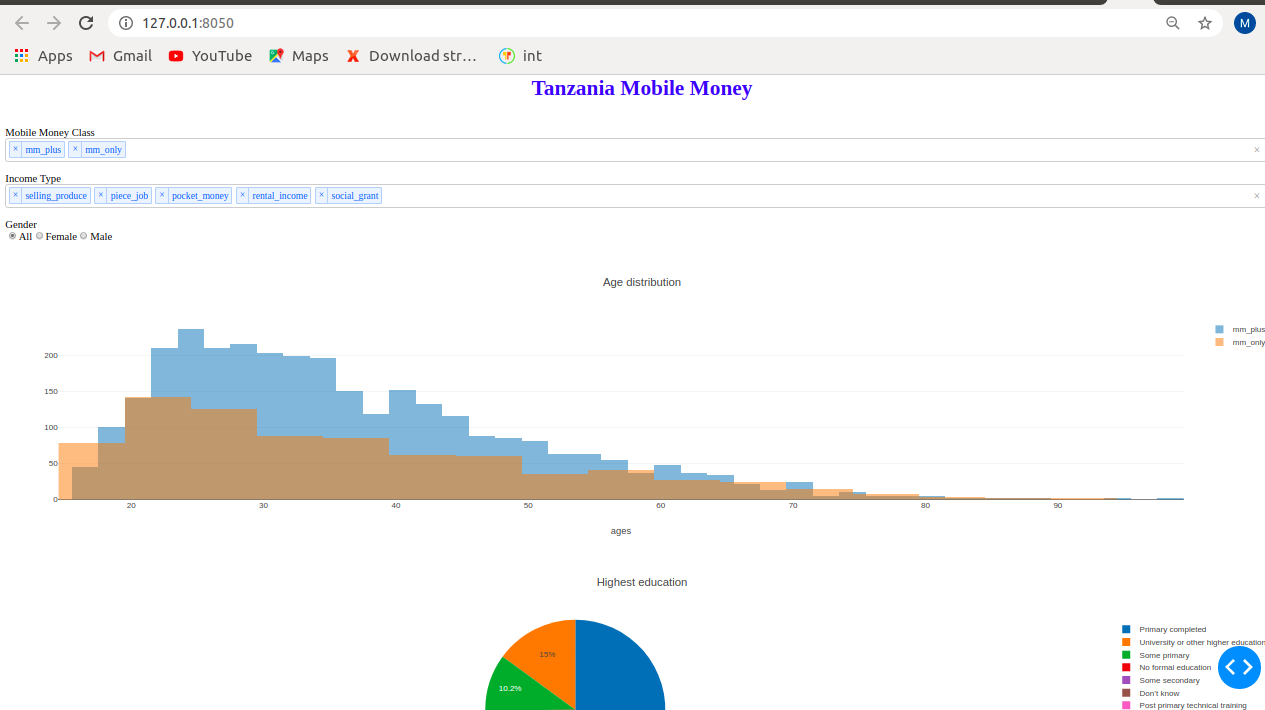 127.0.0.1:8050
M
Apps Gmail YouTube Maps Download str... int
Tanzania Mobile Money
Mobile Money Class
× mm_plus × mm_only ×
Income Type
× selling_produce × piece_job × pocket_money × rental_income × social_grant ×
Gender
All Female Male
Age distribution
mm_plus
mm_only
200
150
100
50
0
20 30 40 50 60 70 80 90
ages
Highest education
15%
10.2%
Primary completed
University or other higher education
Some primary
No formal education
Some secondary
Don't know
Post primary technical training